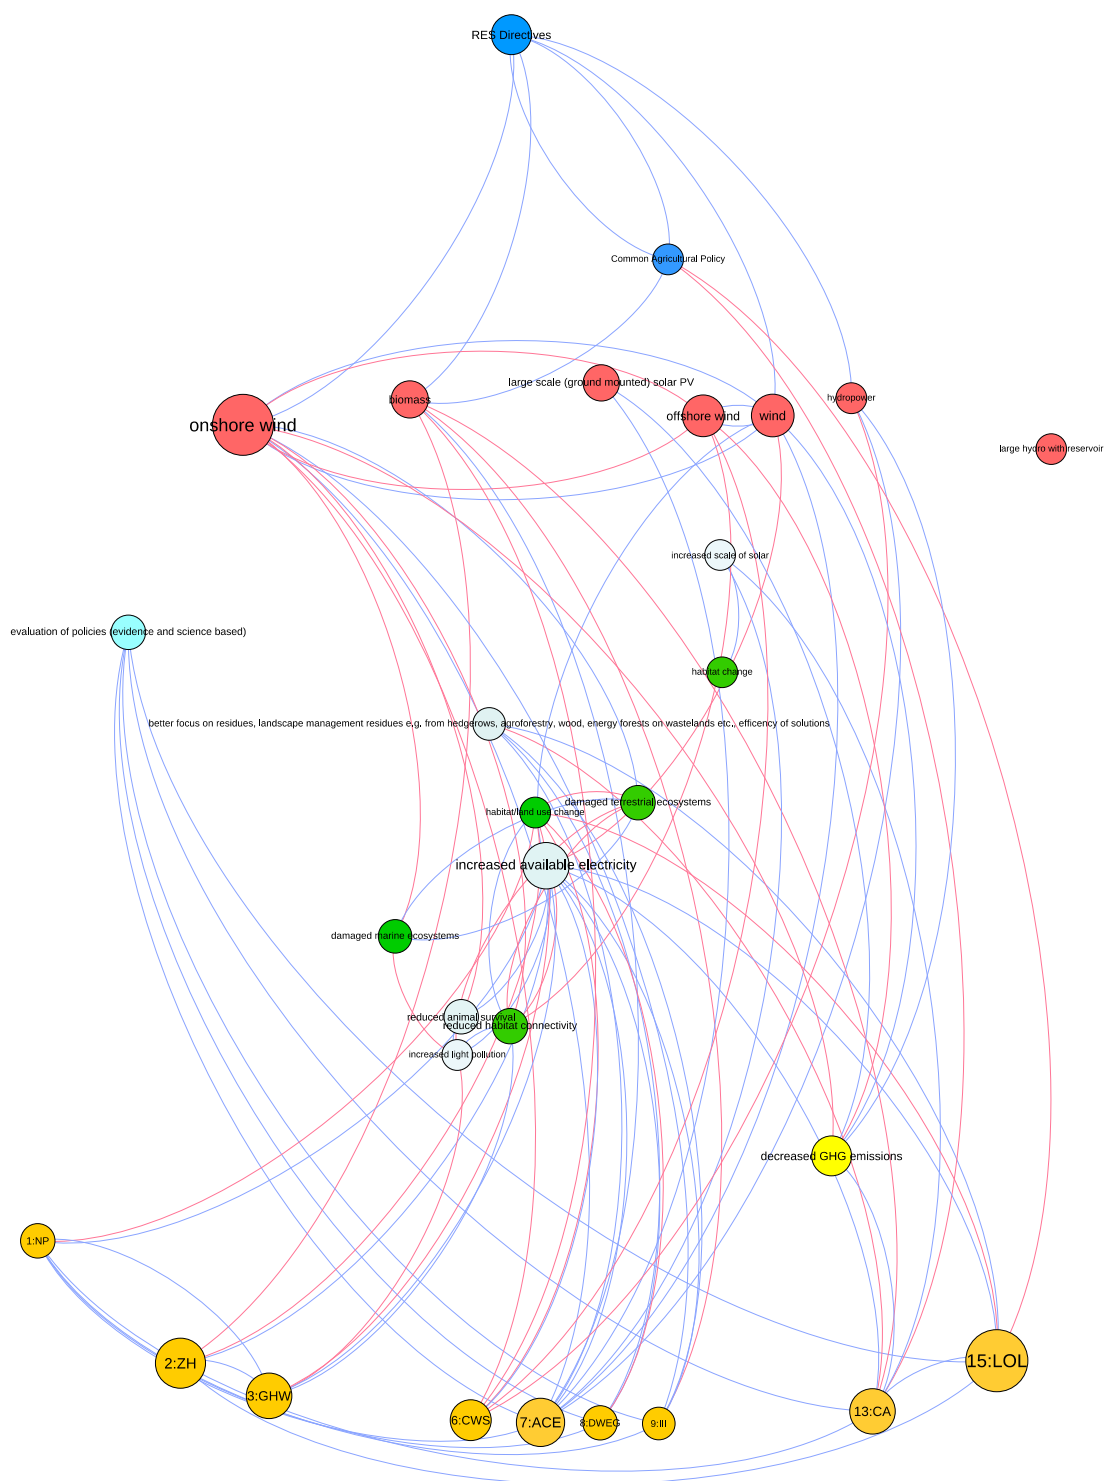 RES Directives
Common Agricultural Policy
large scale (ground mounted) solar PV
biomass
hydropower
offshore wind
wind
onshore wind
large hydro with reservoir
increased scale of solar
evaluation of policies (evidence and science based)
habitat change
better focus on residues, landscape management residues e,g, from hedgerows, agroforestry, wood, energy forests on wastelands etc., efficency of solutions
damaged terrestrial ecosystems
habitat/land use change
increased available electricity
damaged marine ecosystems
reduced animal survival
reduced habitat connectivity
increased light pollution
decreased GHG emissions
1:NP
2:ZH
15:LOL
3:GHW
13:CA
6:CWS
7:ACE
8:DWEG
9:III